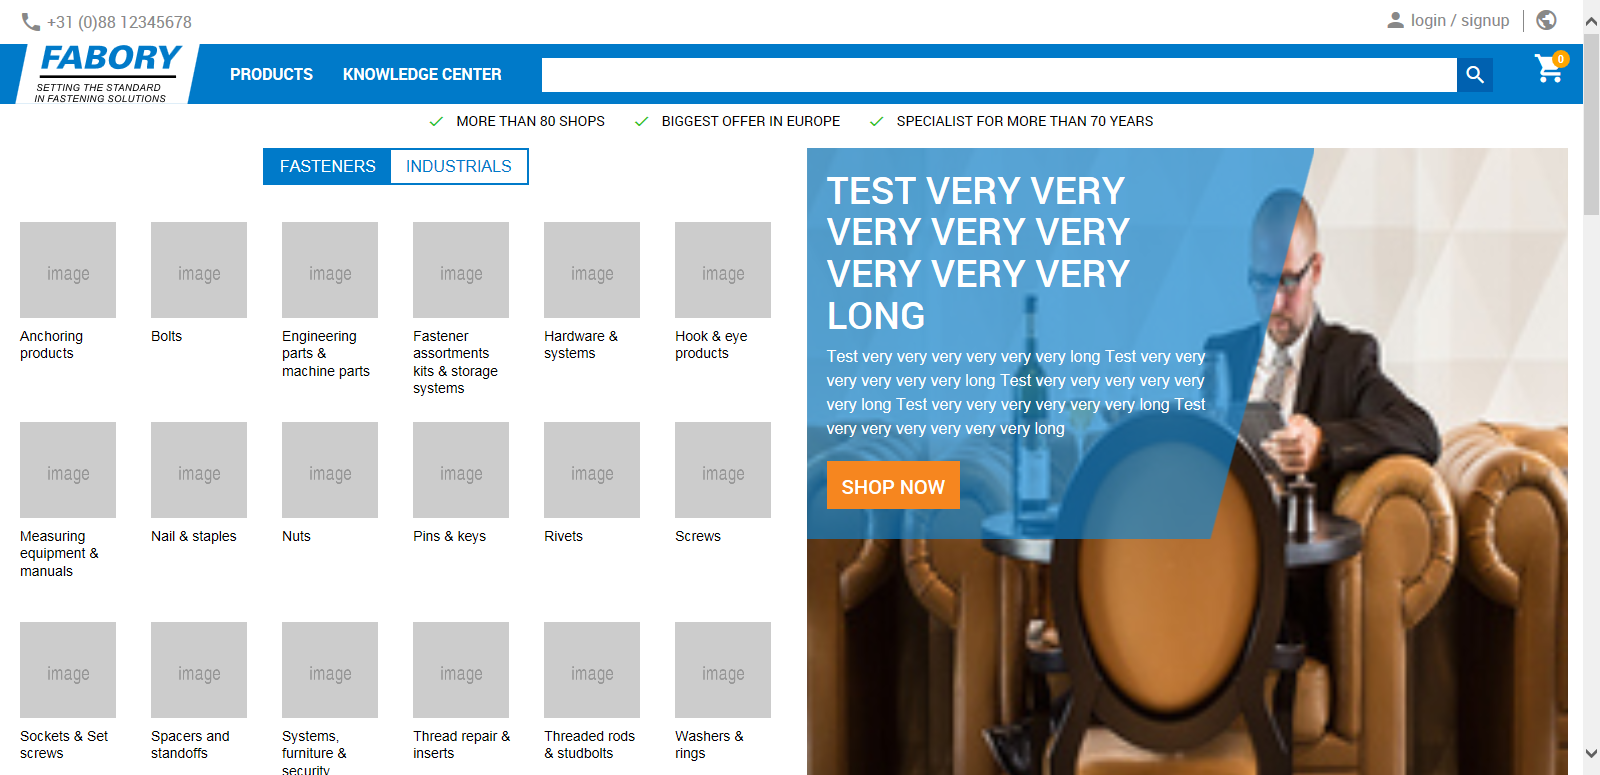 +31 (0)88 12345678
login / signup
FABORY
SETTING THE STANDARD
IN FASTENING SOLUTIONS
PRODUCTS
KNOWLEDGE CENTER
0
MORE THAN 80 SHOPS
BIGGEST OFFER IN EUROPE
SPECIALIST FOR MORE THAN 70 YEARS
FASTENERS
INDUSTRIALS
image
image
image
image
image
image
Anchoring
products
Bolts
Engineering
parts &
machine parts
Fastener
assortments
kits & storage
systems
Hardware &
systems
Hook & eye
products
image
image
image
image
image
image
Measuring
equipment &
manuals
Nail & staples
Nuts
Pins & keys
Rivets
Screws
image
image
image
image
image
image
Sockets & Set
screws
Spacers and
standoffs
Systems,
furniture &
security
Thread repair &
inserts
Threaded rods
& studbolts
Washers &
rings
TEST VERY VERY
VERY VERY VERY
VERY VERY VERY
LONG
Test very very very very very very long Test very very
very very very very long Test very very very very very
very long Test very very very very very very long Test
very very very very very very long
SHOP NOW